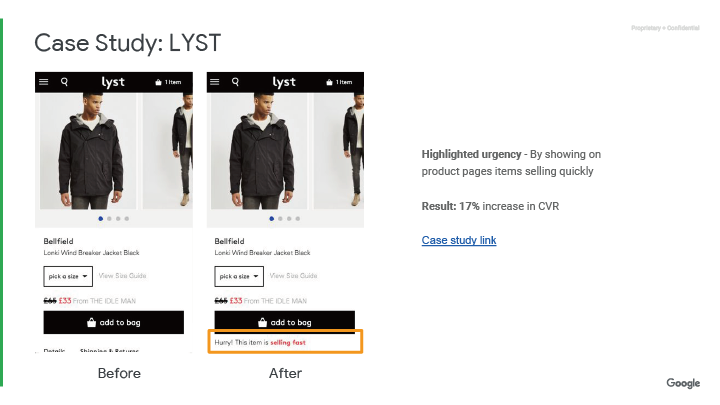 Proprietary + Confidential
Case Study: LYST
lyst
1 Item
Bellfield
Lonki Wind Breaker Jacket Black
pick a size
View Size Guide
£65 £33 From THE IDLE MAN
add to bag
Details Shipping & Returns
Before
lyst
1 Item
Bellfield
Lonki Wind Breaker Jacket Black
pick a size
View Size Guide
£65 £33 From THE IDLE MAN
add to bag
Hurry! This item is selling fast
After
Highlighted urgency - By showing on
product pages items selling quickly
Result: 17% increase in CVR
Case study link
Google